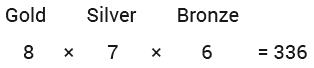 Gold Silver Bronze
8 × 7 × 6 = 336